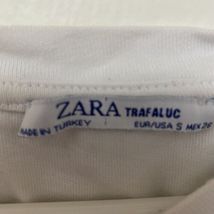 ZARA TRAFALUC
MADE IN TURKEY EUR/USA S MEX 26